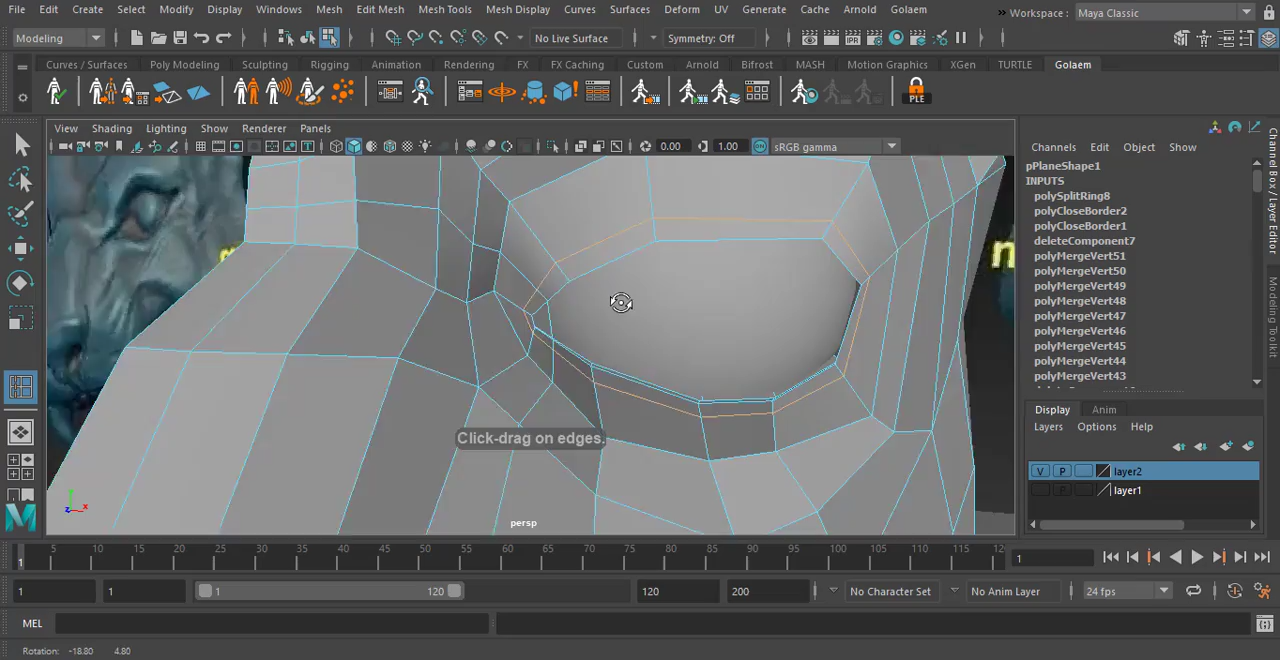 File Edit Create Select Modify Display Windows Mesh Edit Mesh Mesh Tools Mesh Display Curves Surfaces Deform UV Generate Cache Arnold Golaem Workspace : Maya Classic
Modeling No Live Surface Symmetry: Off
Curves / Surfaces Poly Modeling Sculpting Rigging Animation Rendering FX FX Caching Custom Arnold Bifrost MASH Motion Graphics XGen TURTLE Golaem
PLE
View Shading Lighting Show Renderer Panels
0.00 1.00 ON sRGB gamma
Channels Edit Object Show
pPlaneShape1
INPUTS
polySplitRing8
polyCloseBorder2
polyCloseBorder1
deleteComponent7
polyMergeVert51
polyMergeVert50
polyMergeVert49
polyMergeVert48
polyMergeVert47
polyMergeVert46
polyMergeVert45
polyMergeVert44
polyMergeVert43
Channel Box / Layer Editor
Modeling Toolkit
Click-drag on edges.
Display Anim
Layers Options Help
V P layer2
P layer1
y
z x
persp
5 10 15 20 25 30 35 40 45 50 55 60 65 70 75 80 85 90 95 100 105 110 115 12
1 1
1 1 1 120 120 200 No Character Set No Anim Layer 24 fps
MEL
Rotation: -18.80 4.80